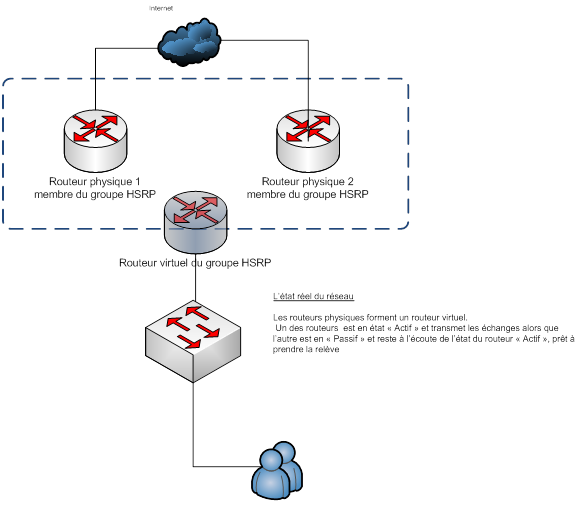 Internet
Routeur physique 1
membre du groupe HSRP
Routeur physique 2
membre du groupe HSRP
Routeur virtuel du groupe HSRP
L'état réel du réseau
Les routeurs physiques forment un routeur virtuel.
Un des routeurs est en état « Actif » et transmet les échanges alors que
l'autre est en « Passif » et reste à l'écoute de l'état du routeur « Actif », prêt à
prendre la relève